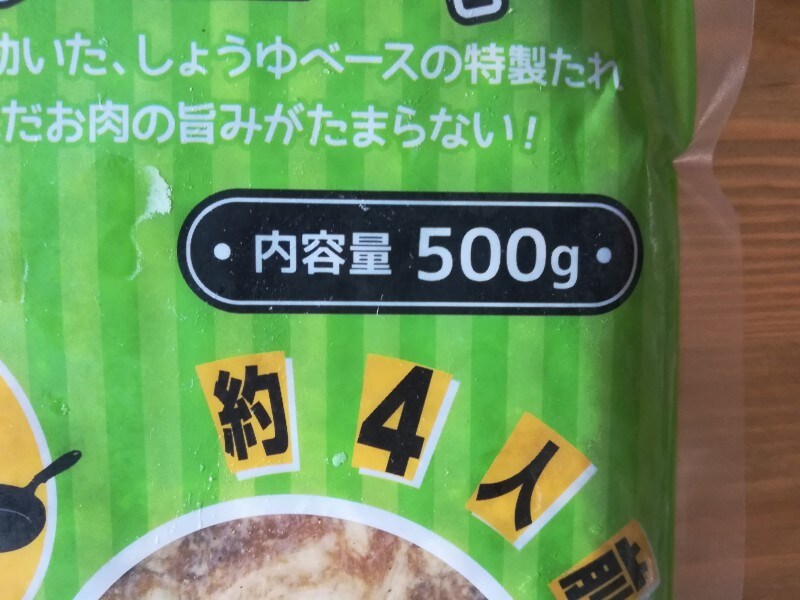 いた、しょうゆベースの特製たれ
だお肉の旨みがたまらない!
・内容量 500g・
約4人前